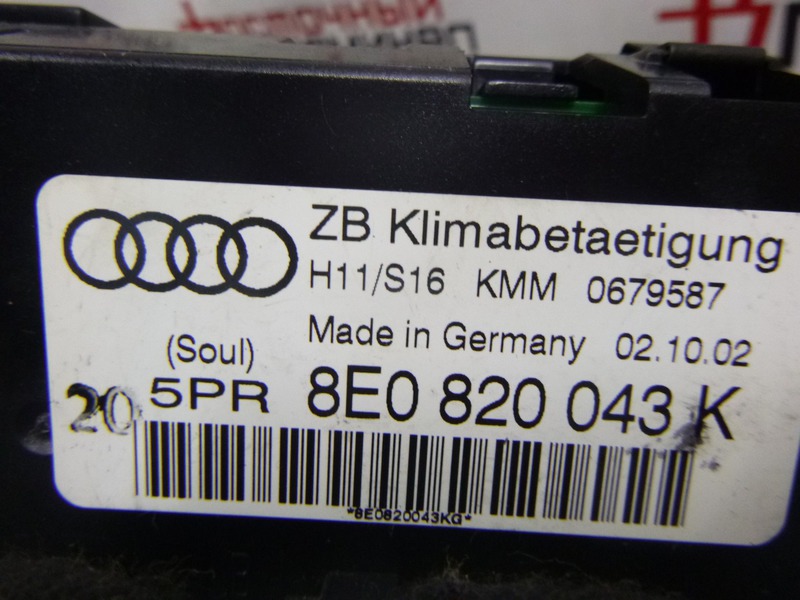 ZB Klimabetaetigung
H11/S16 KMM 0679587
Made in Germany 02.10.02
(Soul)
20 5PR 8E0 820 043 K
*8E0820043KG*